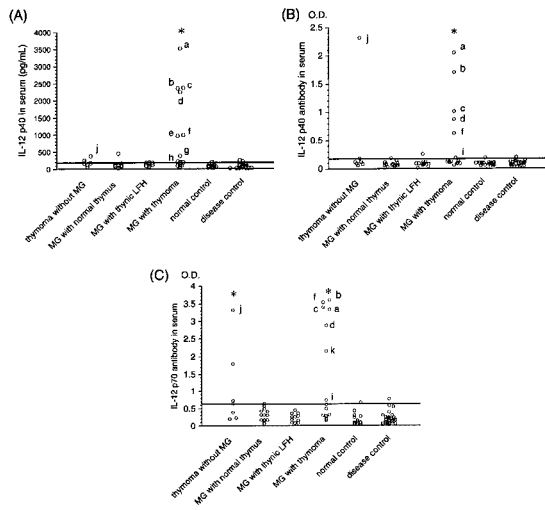 (A)
IL-12 p40 in serum (pg/mL)
4000
3500
3000
2500
2000
1500
1000
500
0
*
a
b
c
d
e
f
g
h
j
thymoma without MG
MG with normal thymus
MG with thynic LFH
MG with thymoma
normal control
disease control
(B)
O.D.
IL-12 p40 antibody in serum
2.5
2
1.5
1
0.5
0
*
j
a
b
c
d
f
i
thymoma without MG
MG with normal thymus
MG with thynic LFH
MG with thymoma
normal control
disease control
(C)
O.D.
IL-12 p70 antibody in serum
4
3.5
3
2.5
2
1.5
1
0.5
0
*
j
*
f
b
c
a
d
k
i
thymoma without MG
MG with normal thymus
MG with thynic LFH
MG with thymoma
normal control
disease control